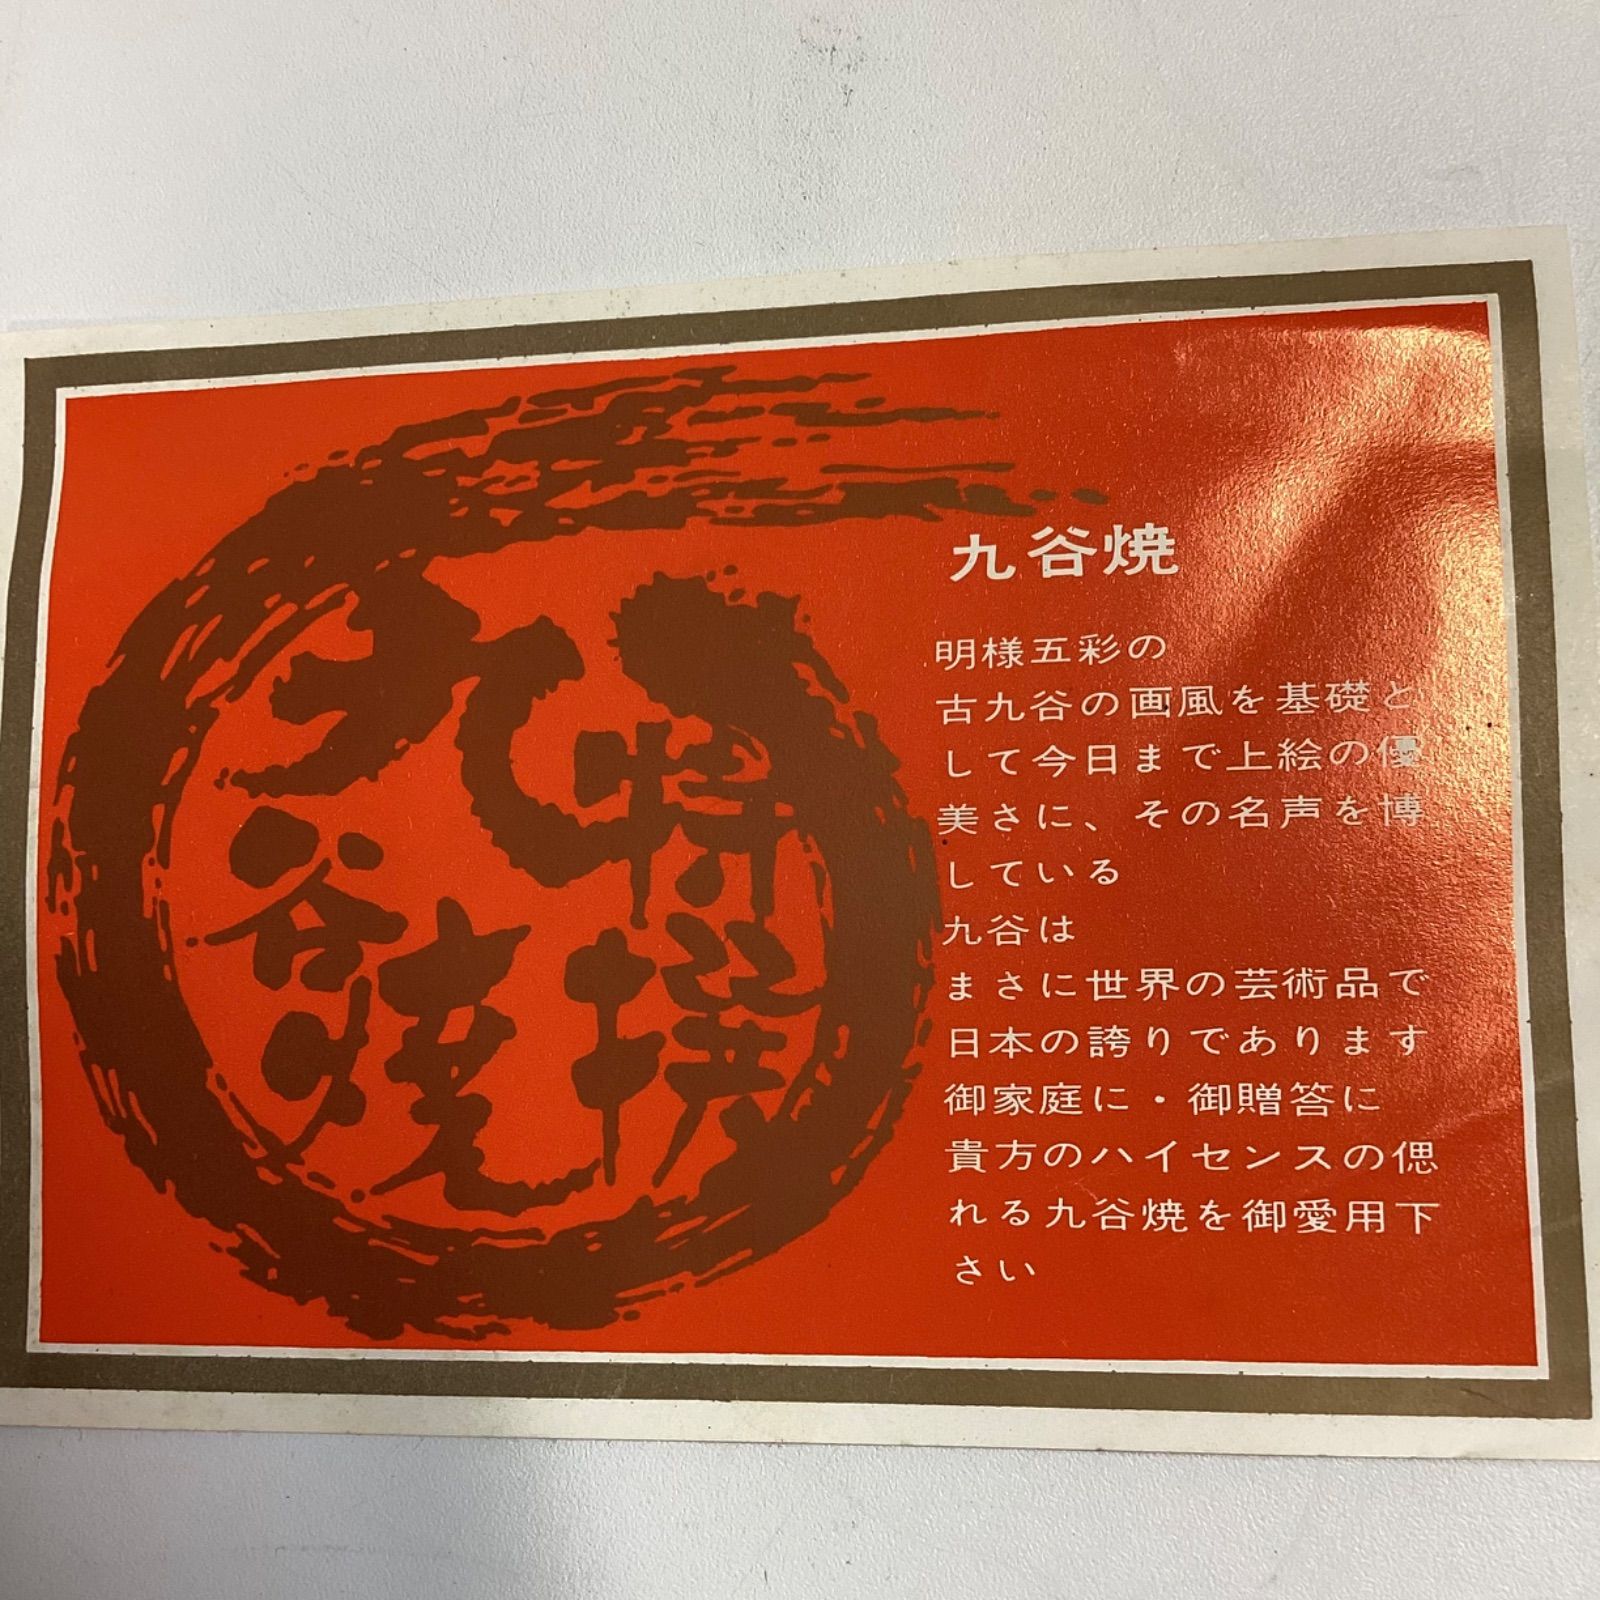 特撰
九谷焼
九谷焼
明様五彩の
古九谷の画風を基礎と
して今日まで上絵の優
美さに、その名声を博
している
九谷は
まさに世界の芸術品で
日本の誇りであります
御家庭に・御贈答に
貴方のハイセンスの偲
れる九谷焼を御愛用下
さい